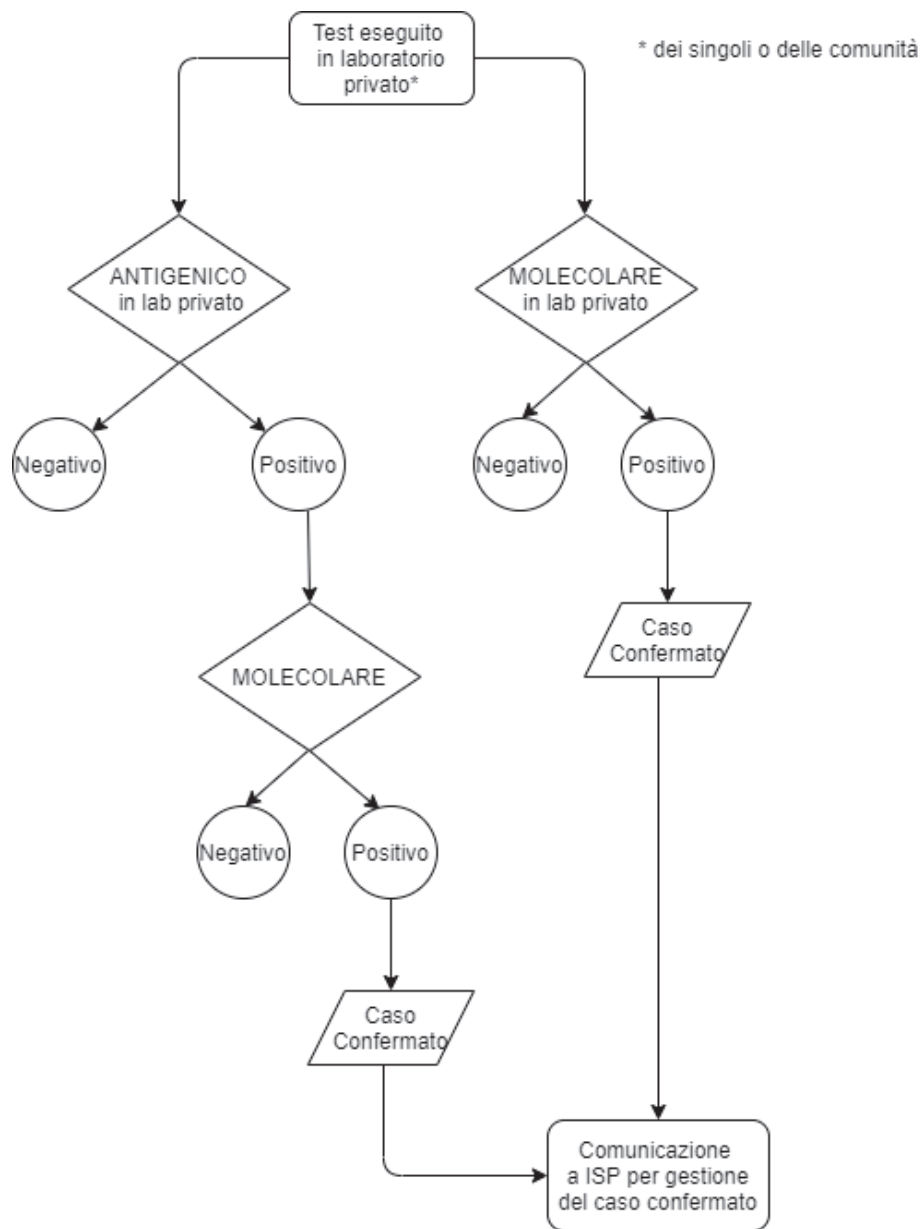 Test eseguito
in laboratorio
privato*
* dei singoli o delle comunità
ANTIGENICO
in lab privato
MOLECOLARE
in lab privato
Negativo
Positivo
Negativo
Positivo
Caso
Confermato
MOLECOLARE
Negativo
Positivo
Caso
Confermato
Comunicazione
a ISP per gestione
del caso confermato